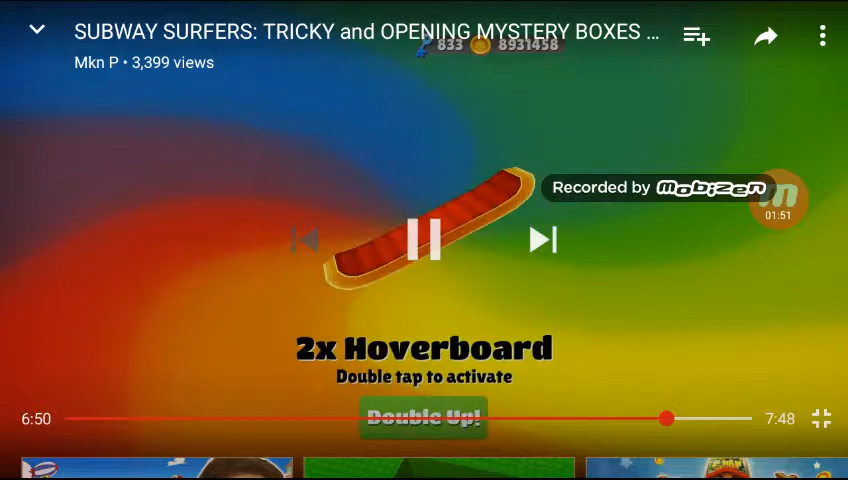 SUBWAY SURFERS: TRICKY and OPENING MYSTERY BOXES ...
Mkn P • 3,399 views
833 8931458
Recorded by mobizen
m
01:51
2x Hoverboard
Double tap to activate
Double Up!
6:50 7:48